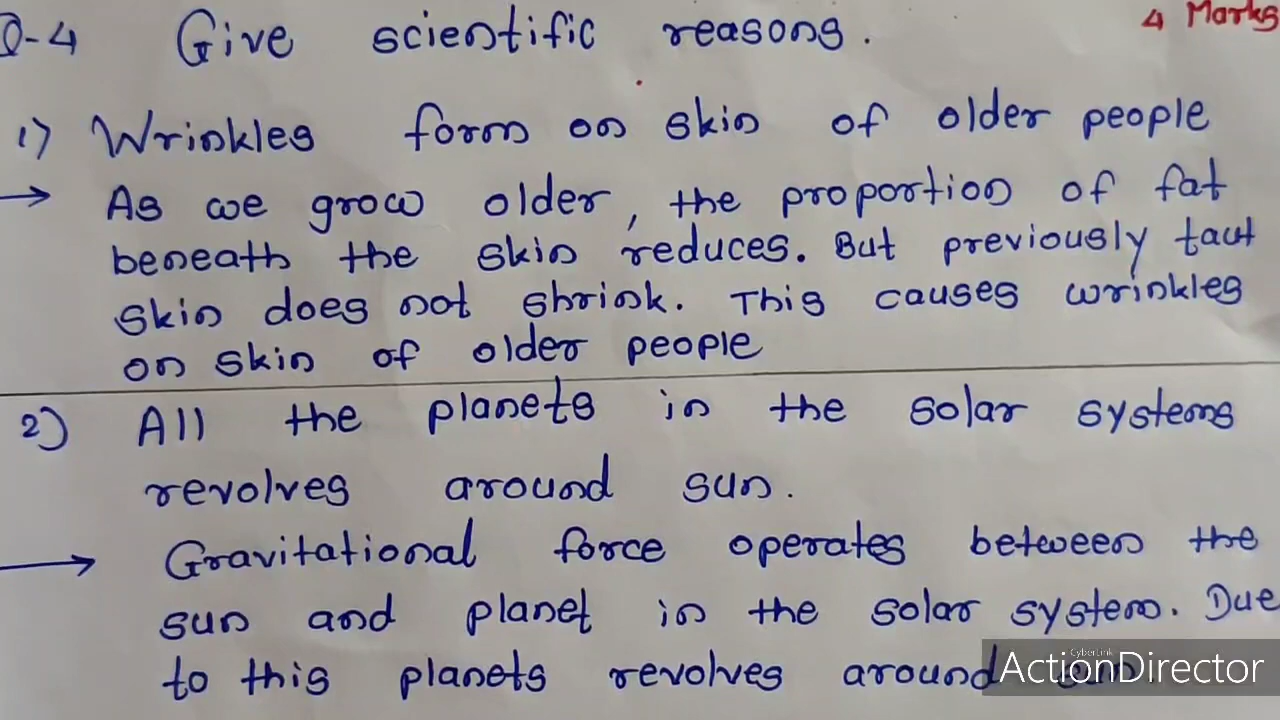 Q-4 Give scientific reasons. 4 Marks
1) Wrinkles form on skin of older people
→ As we grow older, the proportion of fat
beneath the skin reduces. But previously taut
skin does not shrink. This causes wrinkles
on skin of older people
2) All the planets in the solar systems
revolves around sun.
→ Gravitational force operates between the
sun and planet in the solar system. Due
to this planets revolves around sun.
CyberLink
ActionDirector